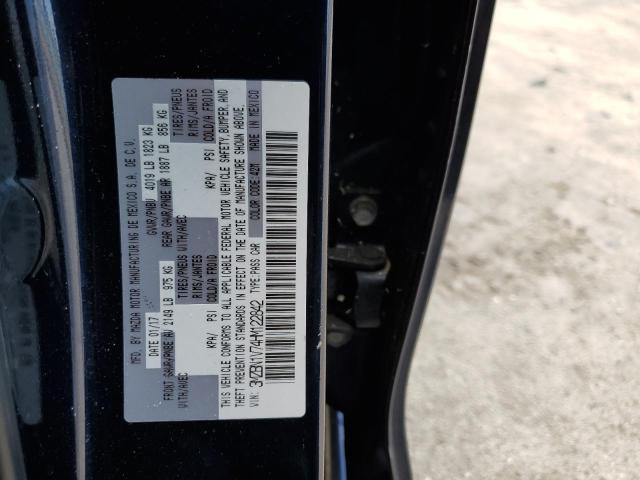 MFD. BY MAZDA MOTOR MANUFACTURING DE MEXICO S.A. DE C.V.
DATE 01/17 GVWR/PNBV 4019 LB 1823 KG
FRONT GAWR/PNBE AV 2149 LB 975 KG REAR GAWR/PNBE AR 1887 LB 856 KG
WITH/AVEC TIRES/PNEUS WITH/AVEC TIRES/PNEUS
RIMS/JANTES RIMS/JANTES
KPA/ PSI COLD/A FROID KPA/ PSI COLD/A FROID
THIS VEHICLE CONFORMS TO ALL APPLICABLE FEDERAL MOTOR VEHICLE SAFETY, BUMPER, AND
THEFT PREVENTION STANDARDS IN EFFECT ON THE DATE OF MANUFACTURE SHOWN ABOVE.
VIN: 3MZBN1V74HM122842 TYPE:PASS CAR COLOR CODE:42M MADE IN MEXICO